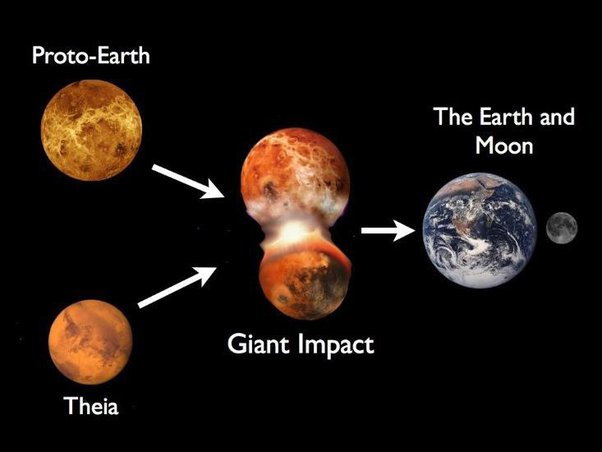 Proto-Earth
The Earth and
Moon
Giant Impact
Theia